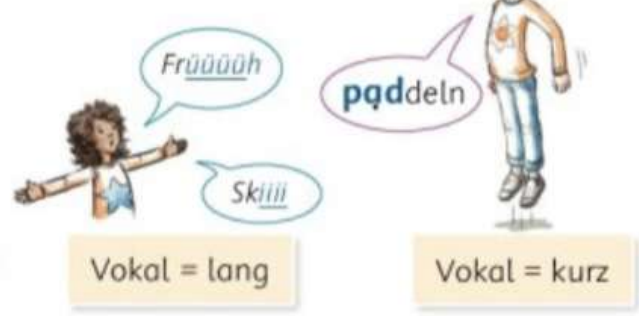 Früüüüh
paddeln
Skiiii
Vokal = lang
Vokal = kurz